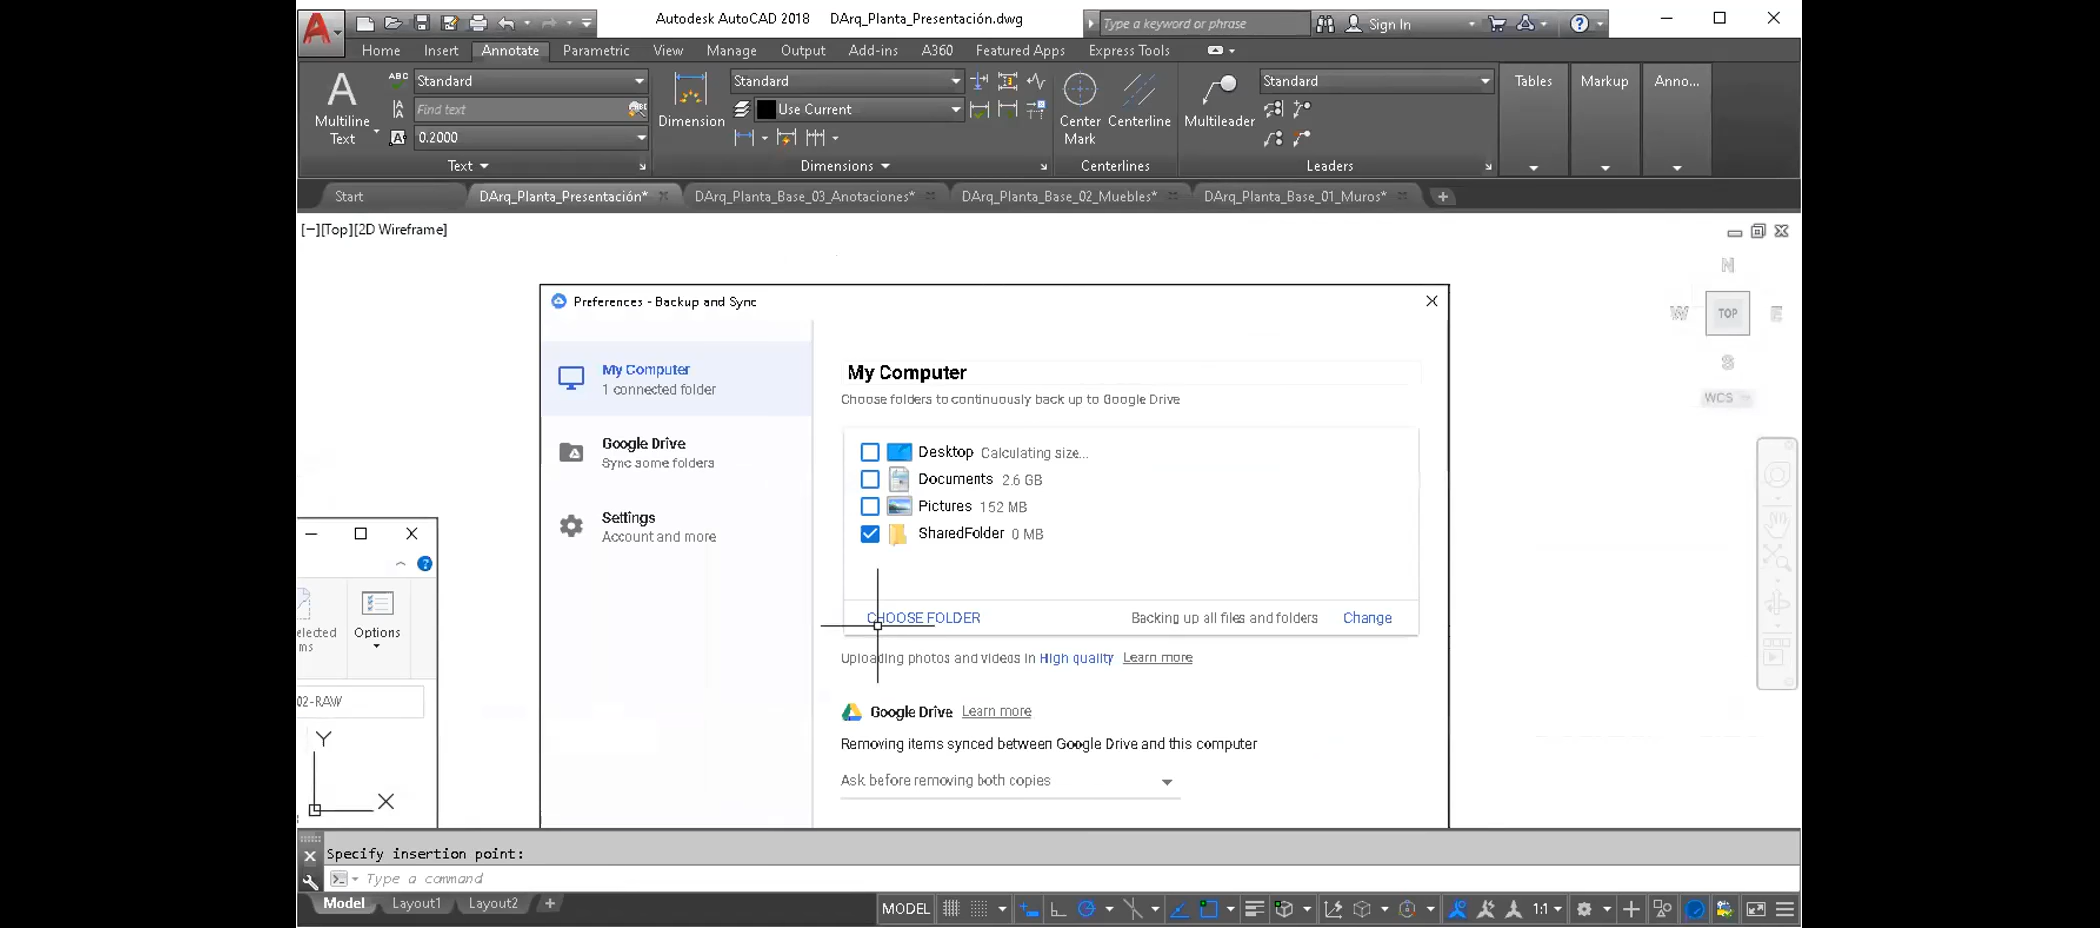 Autodesk AutoCAD 2018 DArq_Planta_Presentación.dwg
Type a keyword or phrase
Sign In
Home Insert Annotate Parametric View Manage Output Add-ins A360 Featured Apps Express Tools
A
Multiline
Text
ABC
Standard
Find text
0.2000
Text
Dimension
Standard
Use Current
Dimensions
Center
Mark
Centerline
Centerlines
Multileader
Standard
Leaders
Tables
Markup
Anno...
Start DArq_Planta_Presentación* DArq_Planta_Base_03_Anotaciones* DArq_Planta_Base_02_Muebles* DArq_Planta_Base_01_Muros*
[−][Top][2D Wireframe]
N
W TOP E
S
WCS
Preferences - Backup and Sync
My Computer
1 connected folder
Google Drive
Sync some folders
Settings
Account and more
My Computer
Choose folders to continuously back up to Google Drive
Desktop Calculating size...
Documents 2.6 GB
Pictures 152 MB
SharedFolder 0 MB
CHOOSE FOLDER Backing up all files and folders Change
Uploading photos and videos in High quality Learn more
Google Drive Learn more
Removing items synced between Google Drive and this computer
Ask before removing both copies
elected
ms
Options
02-RAW
Y
X
Specify insertion point:
Type a command
Model Layout1 Layout2
MODEL
1:1